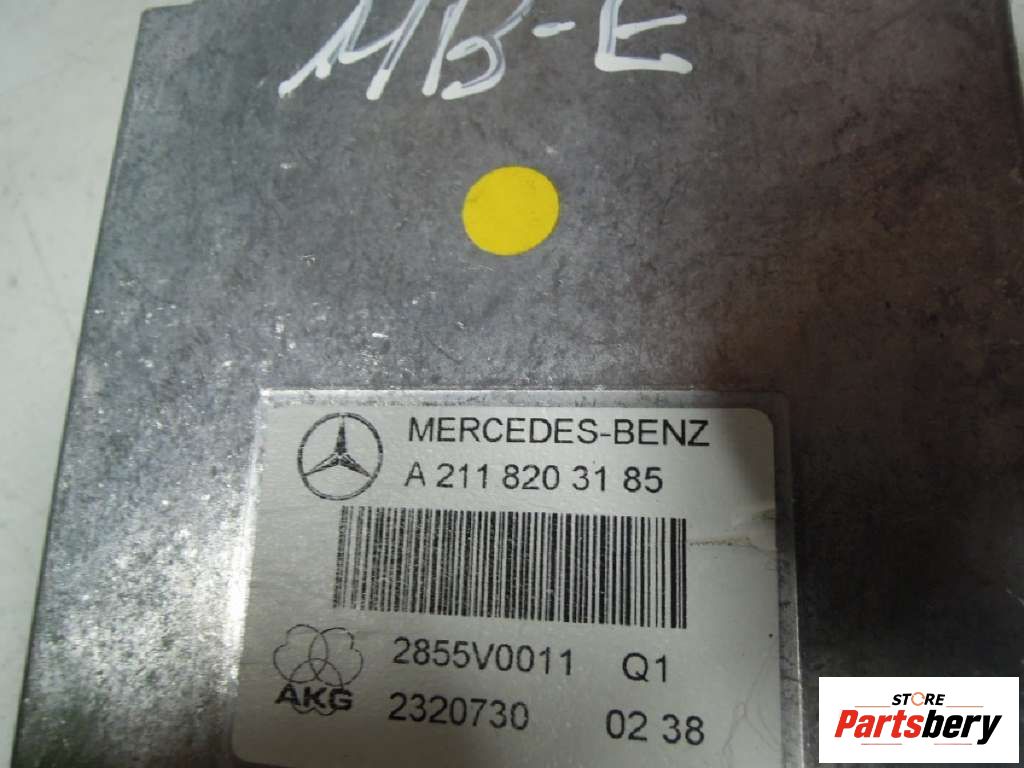 MB-E
MERCEDES-BENZ
A 211 820 31 85
2855V0011 Q1
AKG
2320730 02 38
STORE
Partsbery